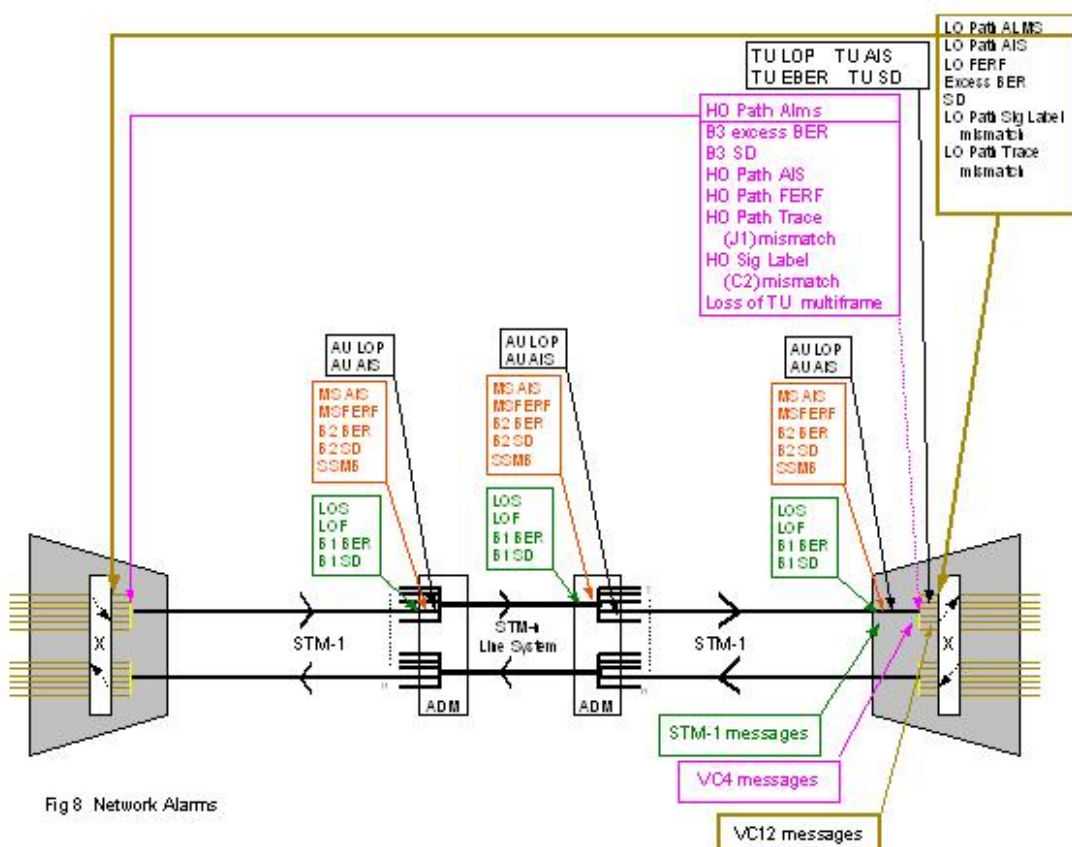 LO Path ALMS
LO Path AIS
LO FERF
Excess BER
SD
LO Path Sig Label
mismatch
LO Path Trace
mismatch
TU LOP TU AIS
TU EBER TU SD
HO Path Alms
B3 excess BER
B3 SD
HO Path AIS
HO Path FERF
HO Path Trace
(J1) mismatch
HO Sig Label
(C2) mismatch
Loss of TU multiframe
AU LOP
AU AIS
MS AIS
MSFERF
B2 BER
B2 SD
SSMB
LOS
LOF
B1 BER
B1 SD
AU LOP
AU AIS
MS AIS
MSFERF
B2 BER
B2 SD
SSMB
LOS
LOF
B1 BER
B1 SD
AU LOP
AU AIS
MS AIS
MSFERF
B2 BER
B2 SD
SSMB
LOS
LOF
B1 BER
B1 SD
X
STM-1
STM-n
Line System
STM-1
X
ADM
ADM
STM-1 messages
VC4 messages
VC12 messages
Fig 8 Network Alarms